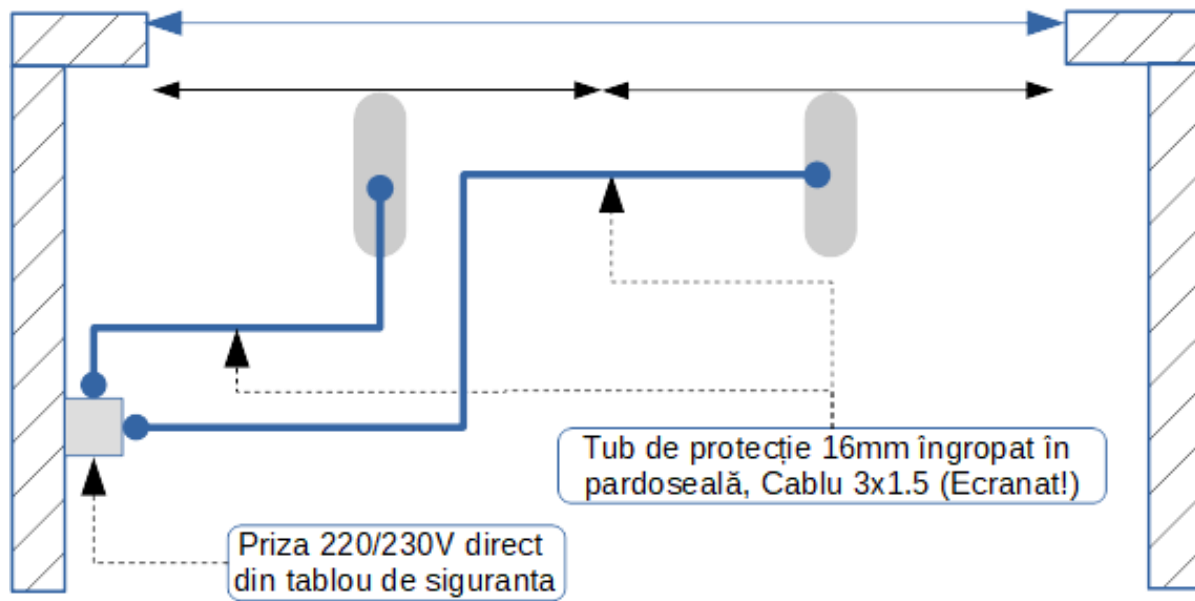 Tub de protecție 16mm îngropat în
pardoseală, Cablu 3x1.5 (Ecranat!)
Priza 220/230V direct
din tablou de siguranta